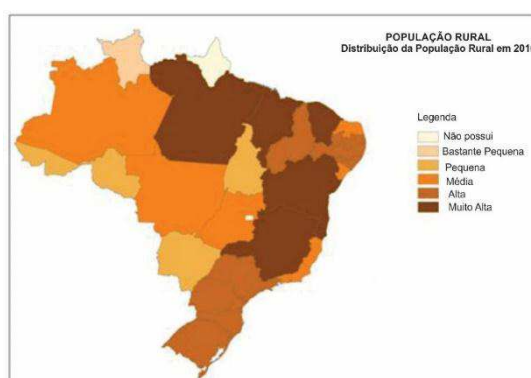 POPULAÇÃO RURAL
Distribuição da População Rural em 201
Legenda
Não possui
Bastante Pequena
Pequena
Média
Alta
Muito Alta